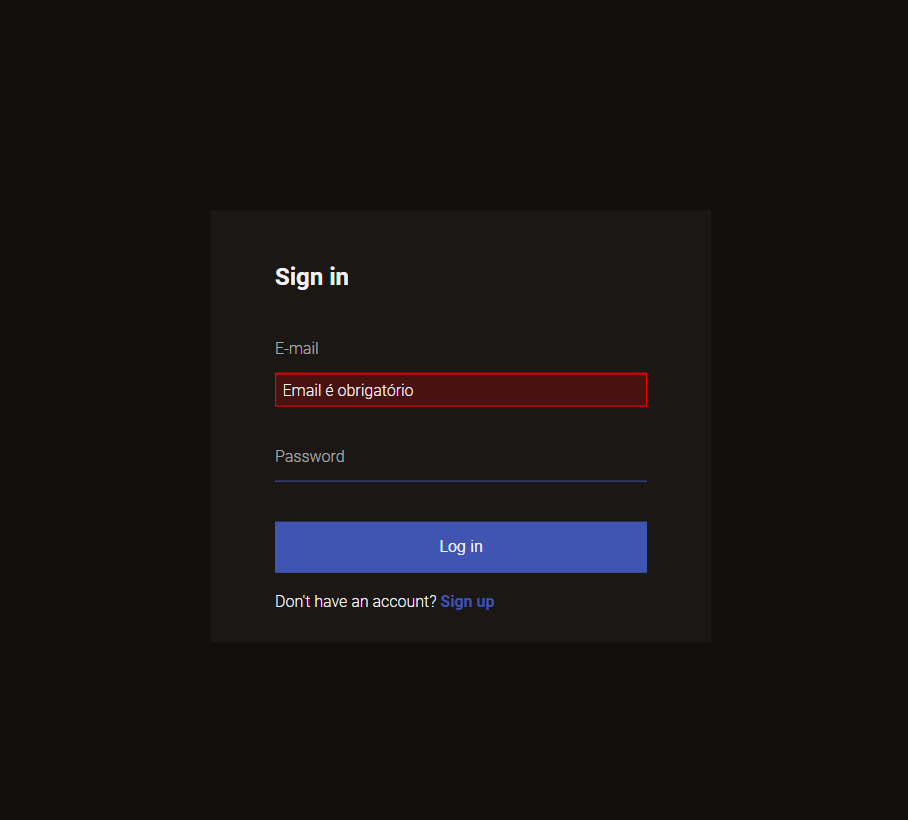 Sign in
E-mail
Email é obrigatório
Password
Log in
Don't have an account? Sign up